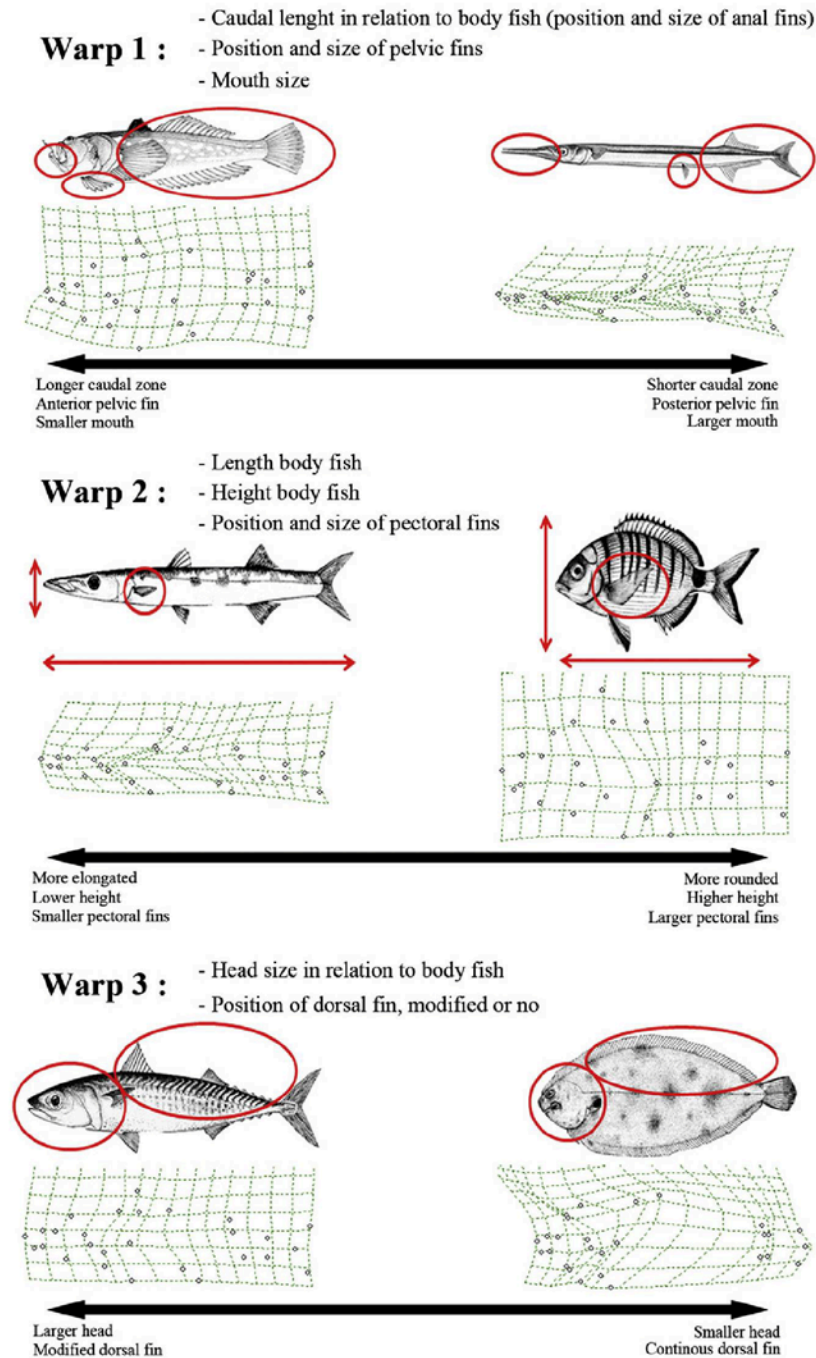 - Caudal lenght in relation to body fish (position and size of anal fins)
Warp 1 :
- Position and size of pelvic fins
- Mouth size
Longer caudal zone
Anterior pelvic fin
Smaller mouth
Shorter caudal zone
Posterior pelvic fin
Larger mouth
- Length body fish
Warp 2 :
- Height body fish
- Position and size of pectoral fins
More elongated
Lower height
Smaller pectoral fins
More rounded
Higher height
Larger pectoral fins
- Head size in relation to body fish
Warp 3 :
- Position of dorsal fin, modified or no
Larger head
Modified dorsal fin
Smaller head
Continous dorsal fin